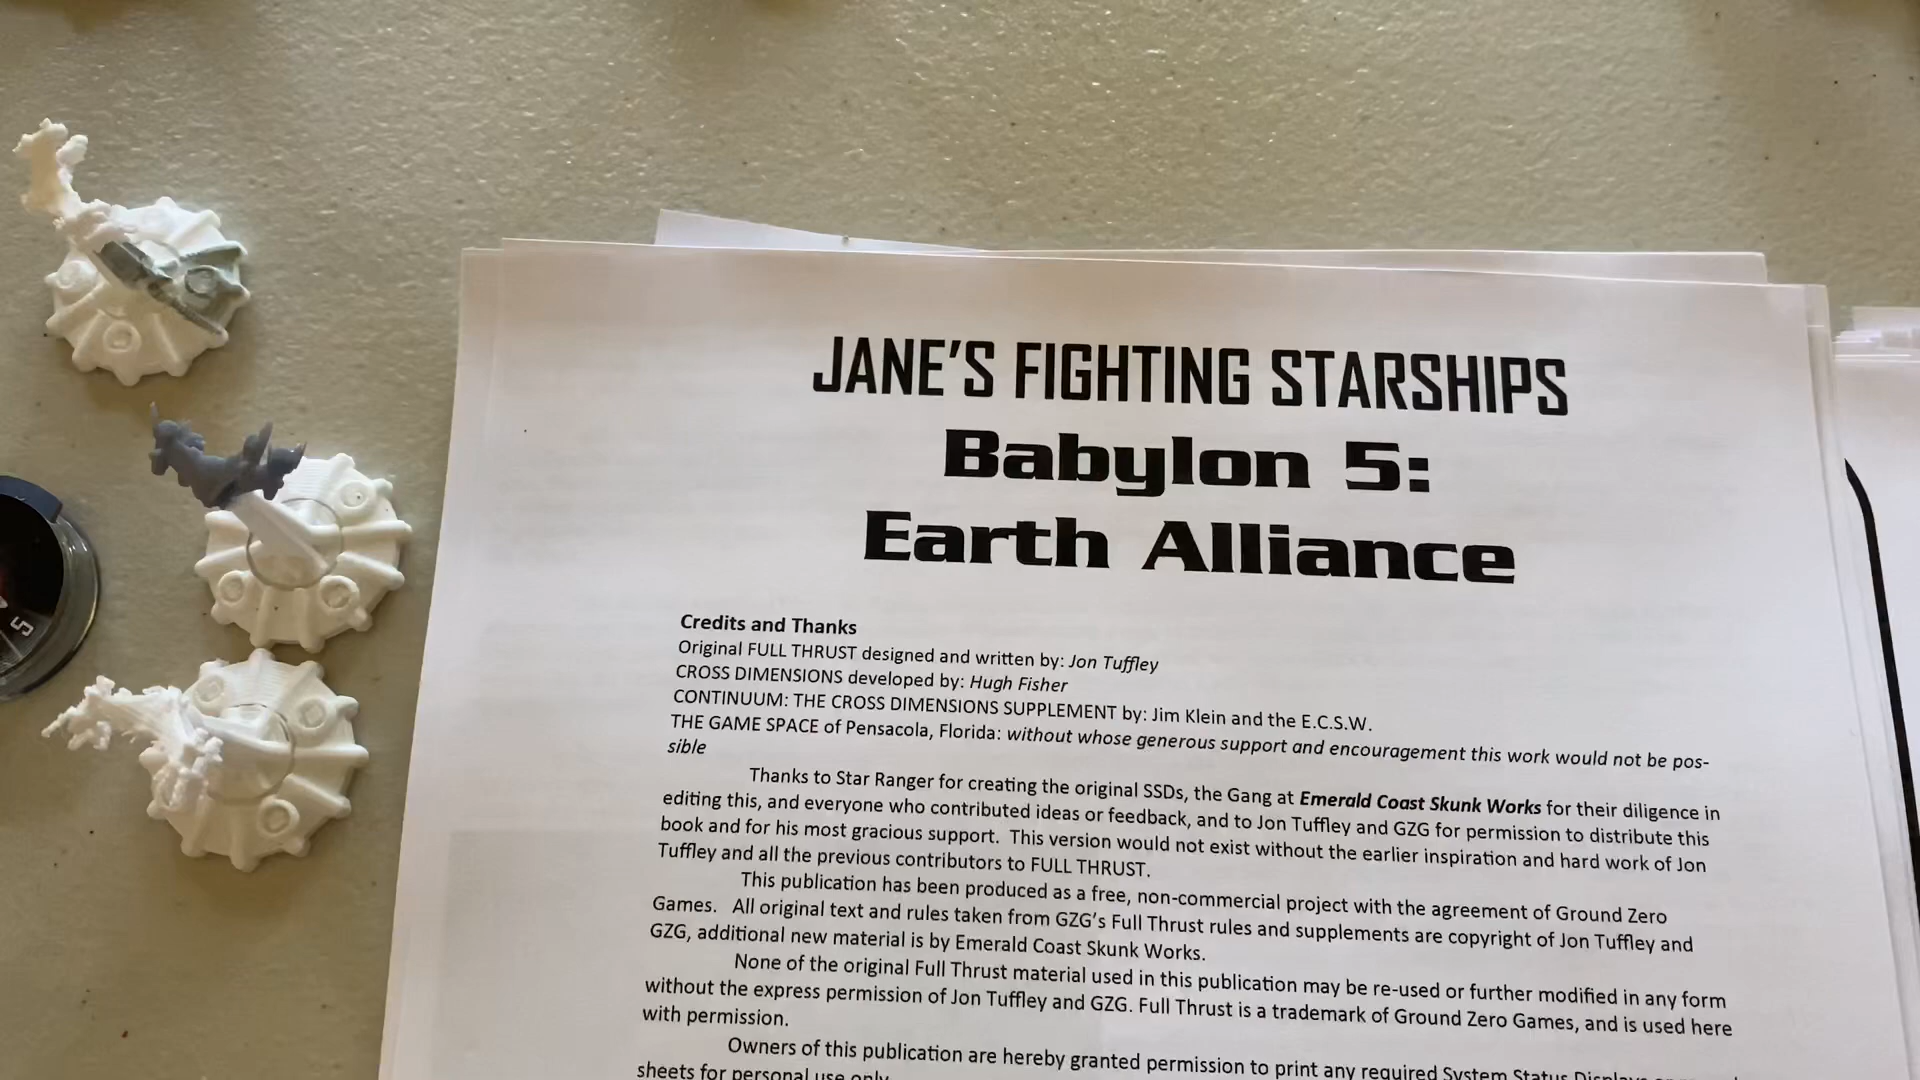 JANE'S FIGHTING STARSHIPS
Babylon 5:
Earth Alliance
Credits and Thanks
Original FULL THRUST designed and written by: Jon Tuffley
CROSS DIMENSIONS developed by: Hugh Fisher
CONTINUUM: THE CROSS DIMENSIONS SUPPLEMENT by: Jim Klein and the E.C.S.W.
THE GAME SPACE of Pensacola, Florida: without whose generous support and encouragement this work would not be pos-
sible
Thanks to Star Ranger for creating the original SSDs, the Gang at Emerald Coast Skunk Works for their diligence in
editing this, and everyone who contributed ideas or feedback, and to Jon Tuffley and GZG for permission to distribute this
book and for his most gracious support. This version would not exist without the earlier inspiration and hard work of Jon
Tuffley and all the previous contributors to FULL THRUST.
This publication has been produced as a free, non-commercial project with the agreement of Ground Zero
Games. All original text and rules taken from GZG's Full Thrust rules and supplements are copyright of Jon Tuffley and
GZG, additional new material is by Emerald Coast Skunk Works.
None of the original Full Thrust material used in this publication may be re-used or further modified in any form
without the express permission of Jon Tuffley and GZG. Full Thrust is a trademark of Ground Zero Games, and is used here
with permission.
Owners of this publication are hereby granted permission to print any required System Status Displays
sheets for personal use only
5